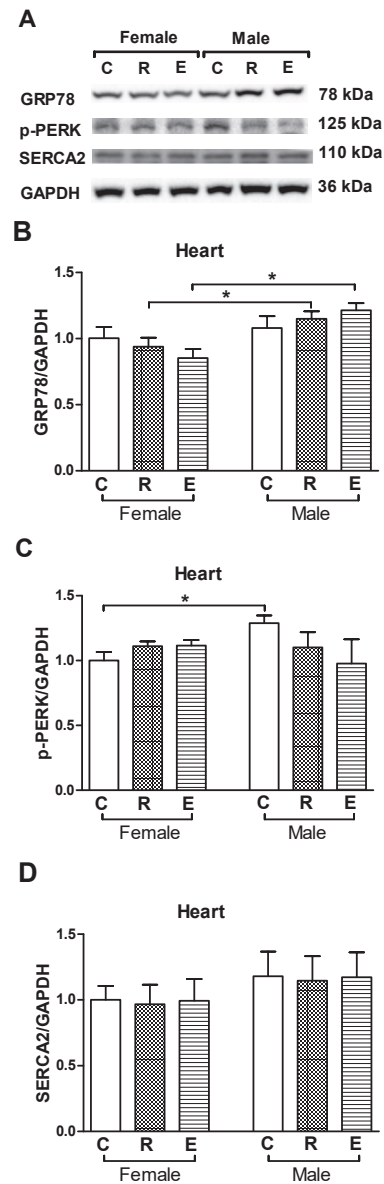 A
Female Male
C R E C R E
GRP78 78 kDa
p-PERK 125 kDa
SERCA2 110 kDa
GAPDH 36 kDa
B
Heart
*
*
GRP78/GAPDH
1.5
1.0
0.5
0.0
C R E C R E
Female Male
C
Heart
*
p-PERK/GAPDH
1.5
1.0
0.5
0.0
C R E C R E
Female Male
D
Heart
SERCA2/GAPDH
1.5
1.0
0.5
0.0
C R E C R E
Female Male